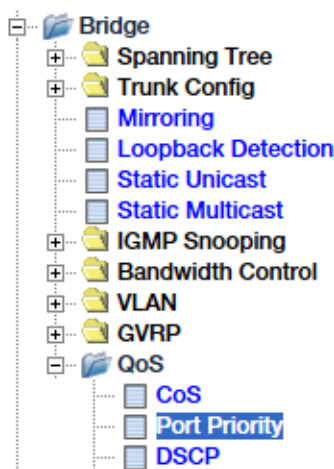 Bridge
Spanning Tree
Trunk Config
Mirroring
Loopback Detection
Static Unicast
Static Multicast
IGMP Snooping
Bandwidth Control
VLAN
GVRP
QoS
CoS
Port Priority
DSCP